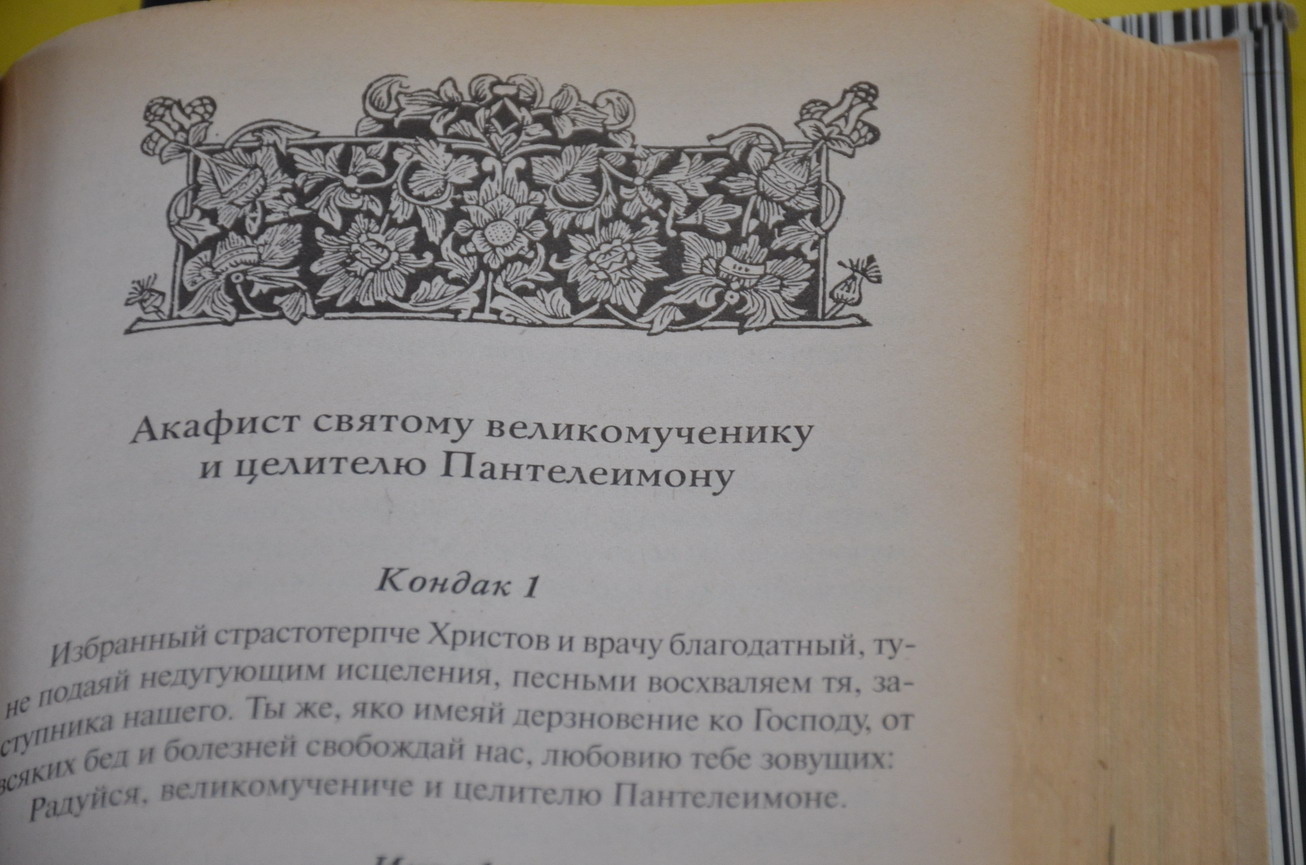 Акафист святому великомученику
и целителю Пантелеимону
Кондак 1
Избранный страстотерпче Христов и врачу благодатный, ту-
не подаяй недугующим исцеления, песньми восхваляем тя, за-
ступника нашего. Ты же, яко имеяй дерзновение ко Господу, от
всяких бед и болезней свобождай нас, любовию тебе зовущих:
Радуйся, великомучениче и целителю Пантелеимоне.